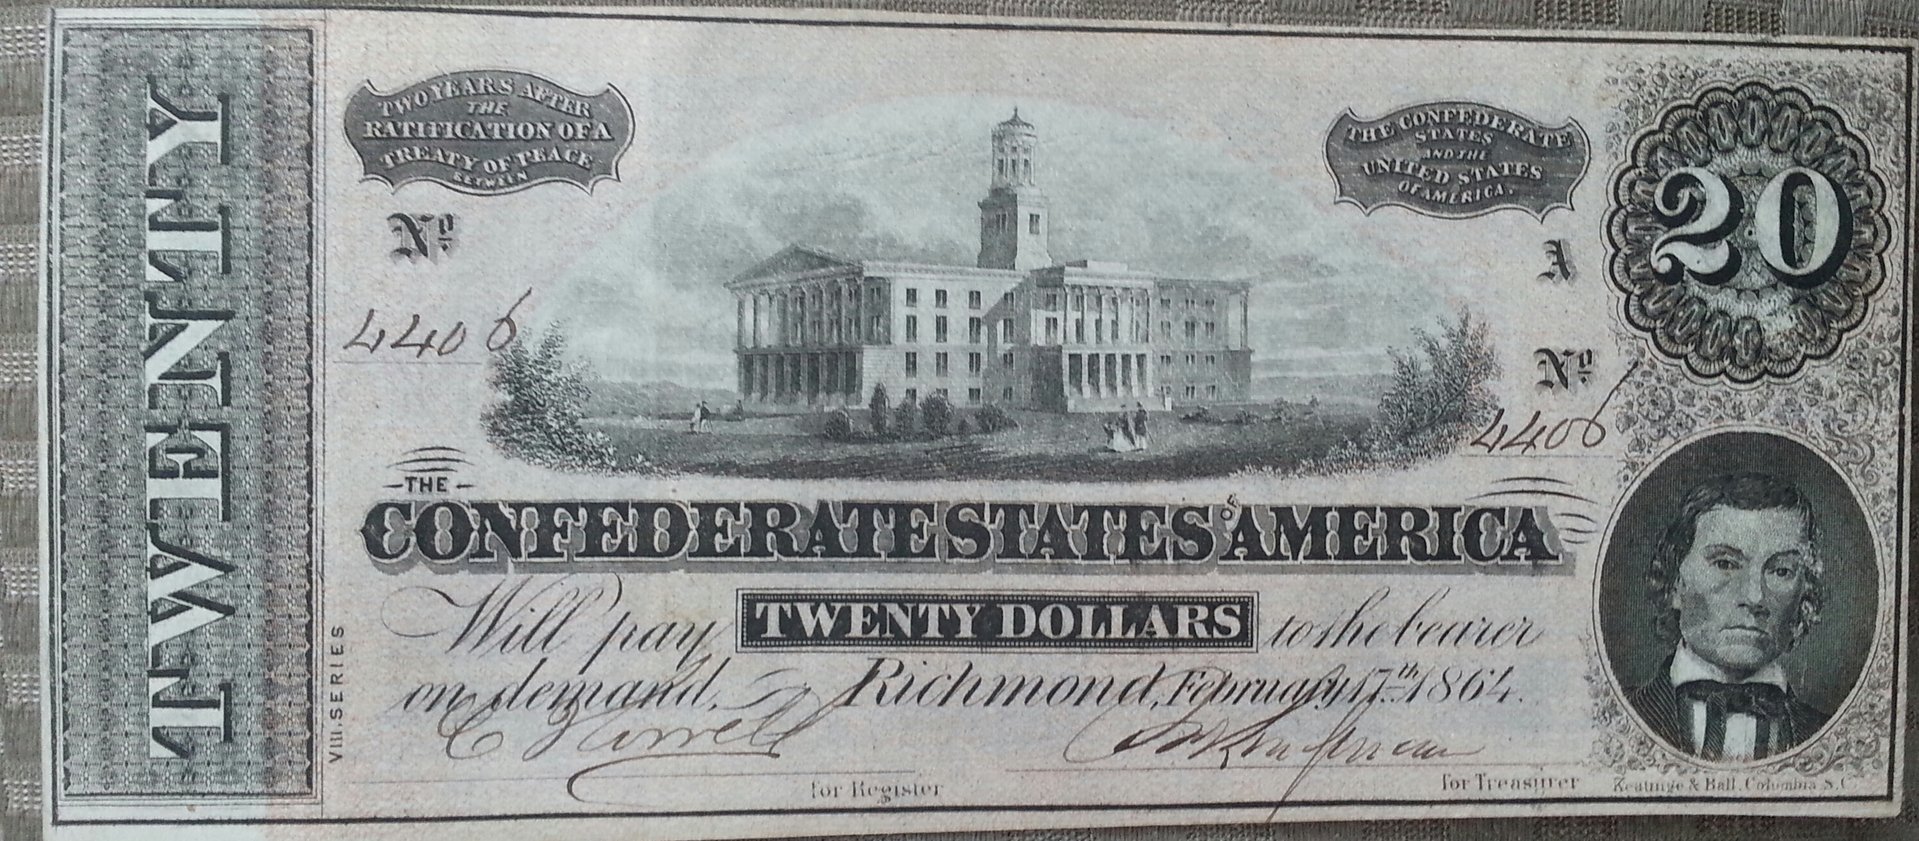 TWENTY
TWO YEARS AFTER
THE
RATIFICATION OF A
TREATY OF PEACE
BETWEEN
THE CONFEDERATE
STATES
AND THE
UNITED STATES
OF AMERICA.
20
No
4406
A
No
4406
THE
CONFEDERATE STATES OF AMERICA
Will pay TWENTY DOLLARS to the bearer
on demand, Richmond, February 17th 1864.
VIII. SERIES
for Register
for Treasurer
Keatinge & Ball, Columbia S.C.